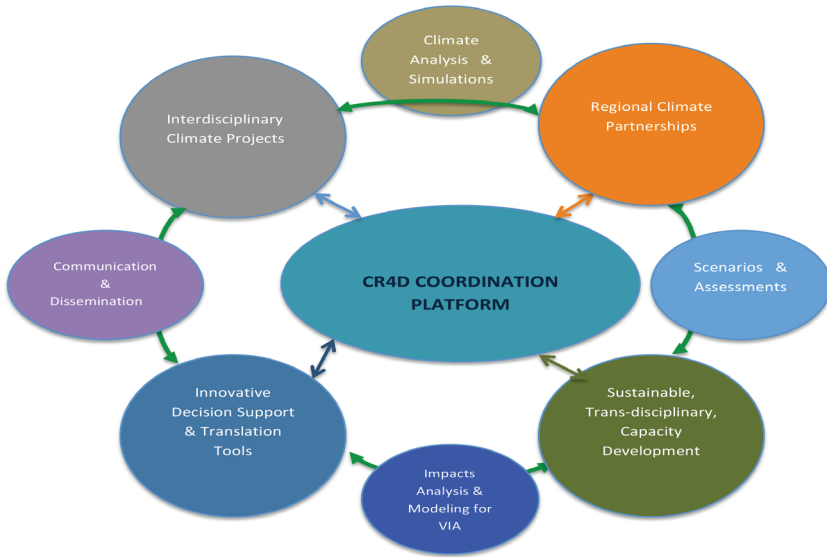 Climate
Analysis &
Simulations
Interdisciplinary
Climate Projects
Regional Climate
Partnerships
Communication
&
Dissemination
CR4D COORDINATION
PLATFORM
Scenarios &
Assessments
Innovative
Decision Support
& Translation
Tools
Sustainable,
Trans-disciplinary,
Capacity
Development
Impacts
Analysis &
Modeling for
VIA